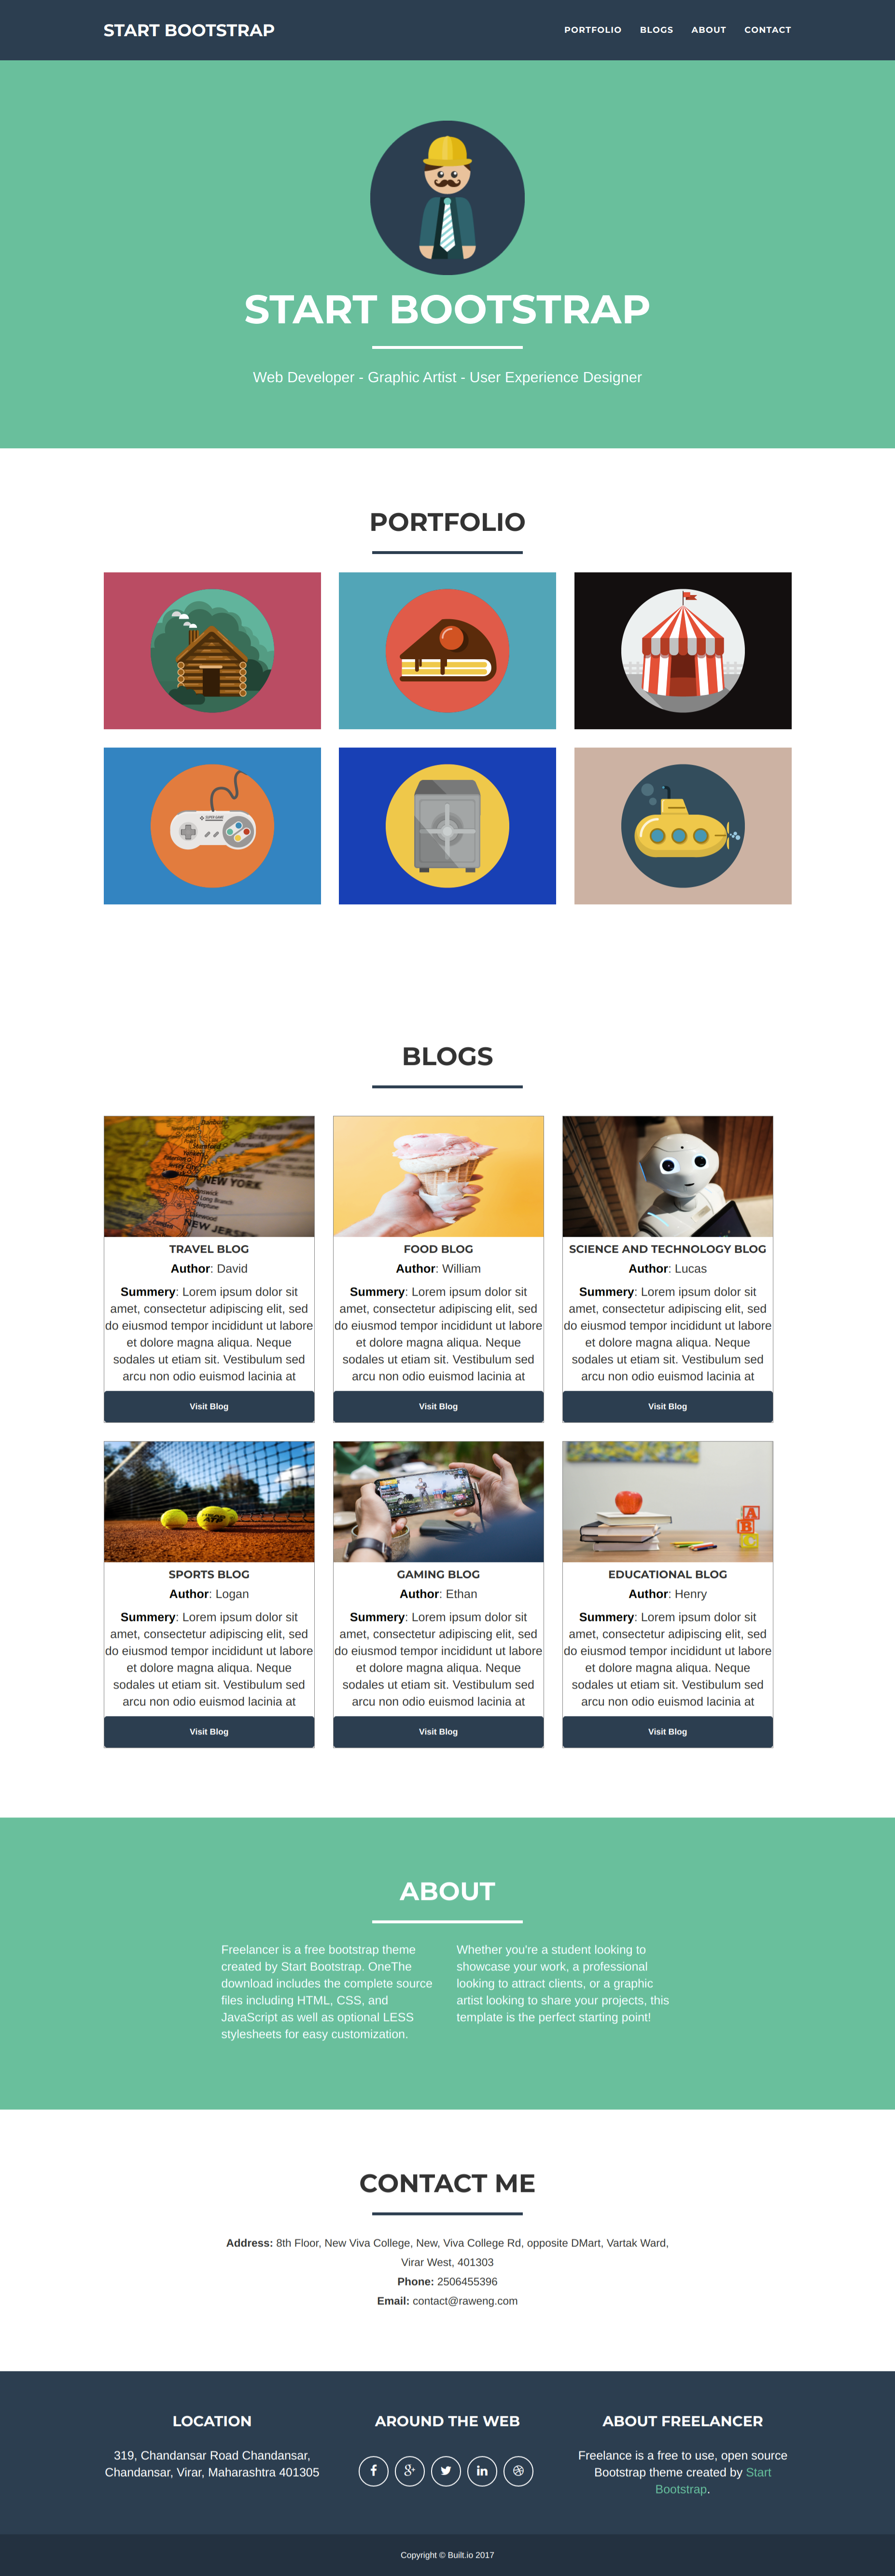 START BOOTSTRAP
PORTFOLIO BLOGS ABOUT CONTACT
START BOOTSTRAP
Web Developer - Graphic Artist - User Experience Designer
PORTFOLIO
BLOGS
NEW YORK
NEW JERSEY
TRAVEL BLOG
Author: David
Summery: Lorem ipsum dolor sit
amet, consectetur adipiscing elit, sed
do eiusmod tempor incididunt ut labore
et dolore magna aliqua. Neque
sodales ut etiam sit. Vestibulum sed
arcu non odio euismod lacinia at
Visit Blog
FOOD BLOG
Author: William
Summery: Lorem ipsum dolor sit
amet, consectetur adipiscing elit, sed
do eiusmod tempor incididunt ut labore
et dolore magna aliqua. Neque
sodales ut etiam sit. Vestibulum sed
arcu non odio euismod lacinia at
Visit Blog
SCIENCE AND TECHNOLOGY BLOG
Author: Lucas
Summery: Lorem ipsum dolor sit
amet, consectetur adipiscing elit, sed
do eiusmod tempor incididunt ut labore
et dolore magna aliqua. Neque
sodales ut etiam sit. Vestibulum sed
arcu non odio euismod lacinia at
Visit Blog
ATP
SPORTS BLOG
Author: Logan
Summery: Lorem ipsum dolor sit
amet, consectetur adipiscing elit, sed
do eiusmod tempor incididunt ut labore
et dolore magna aliqua. Neque
sodales ut etiam sit. Vestibulum sed
arcu non odio euismod lacinia at
Visit Blog
GAMING BLOG
Author: Ethan
Summery: Lorem ipsum dolor sit
amet, consectetur adipiscing elit, sed
do eiusmod tempor incididunt ut labore
et dolore magna aliqua. Neque
sodales ut etiam sit. Vestibulum sed
arcu non odio euismod lacinia at
Visit Blog
A
B
C
EDUCATIONAL BLOG
Author: Henry
Summery: Lorem ipsum dolor sit
amet, consectetur adipiscing elit, sed
do eiusmod tempor incididunt ut labore
et dolore magna aliqua. Neque
sodales ut etiam sit. Vestibulum sed
arcu non odio euismod lacinia at
Visit Blog
ABOUT
Freelancer is a free bootstrap theme
created by Start Bootstrap. OneThe
download includes the complete source
files including HTML, CSS, and
JavaScript as well as optional LESS
stylesheets for easy customization.
Whether you're a student looking to
showcase your work, a professional
looking to attract clients, or a graphic
artist looking to share your projects, this
template is the perfect starting point!
CONTACT ME
Address: 8th Floor, New Viva College, New, Viva College Rd, opposite DMart, Vartak Ward,
Virar West, 401303
Phone: 2506455396
Email: contact@raweng.com
LOCATION
319, Chandansar Road Chandansar,
Chandansar, Virar, Maharashtra 401305
AROUND THE WEB
ABOUT FREELANCER
Freelance is a free to use, open source
Bootstrap theme created by Start
Bootstrap.
Copyright © Built.io 2017